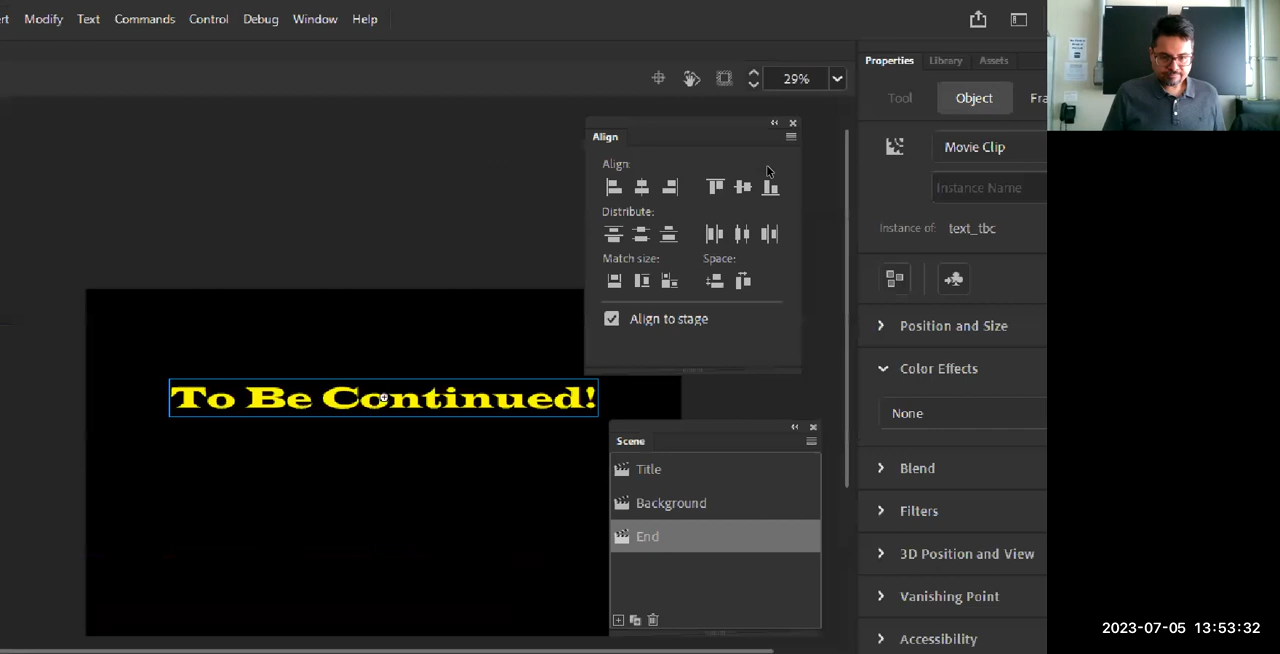 rt Modify Text Commands Control Debug Window Help
29%
Properties Library Assets
Tool Object Fra
Movie Clip
Instance Name
Instance of: text_tbc
Position and Size
Color Effects
None
Blend
Filters
3D Position and View
Vanishing Point
Accessibility
Align
Align:
Distribute:
Match size: Space:
Align to stage
To Be Continued!
Scene
Title
Background
End
2023-07-05 13:53:32